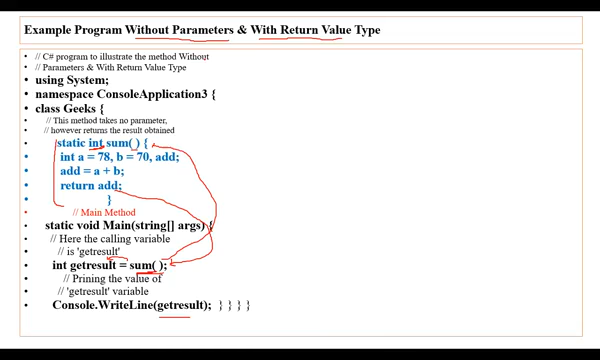 Example Program Without Parameters & With Return Value Type
// C# program to illustrate the method Without
// Parameters & With Return Value Type
using System;
namespace ConsoleApplication3 {
class Geeks {
// This method takes no parameter,
// however returns the result obtained
static int sum() {
int a = 78, b = 70, add;
add = a + b;
return add;
}
// Main Method
static void Main(string[] args) {
// Here the calling variable
// is 'getresult'
int getresult = sum( );
// Prining the value of
// 'getresult' variable
Console.WriteLine(getresult); } } } }